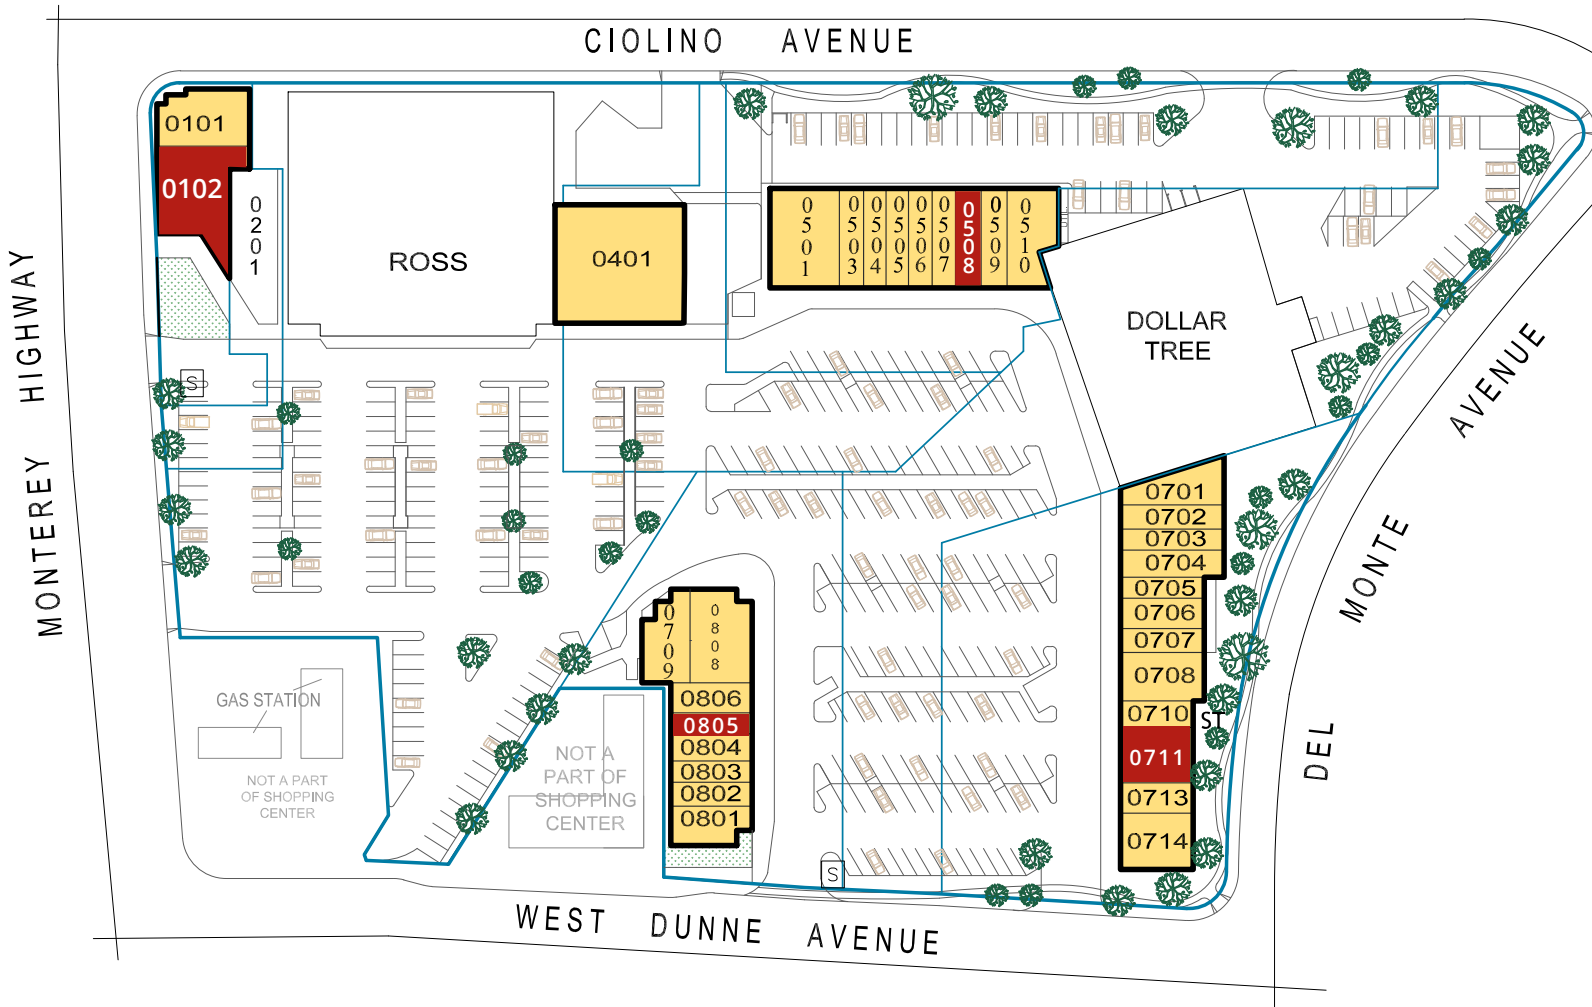 CIOLINO AVENUE
MONTEREY HIGHWAY
0101
0102
0201
ROSS
0401
0501
0503
0504
0505
0506
0507
0508
0509
0510
DOLLAR
TREE
DEL MONTE AVENUE
S
0701
0702
0703
0704
0705
0706
0707
0708
0710
ST
0711
0713
0714
0709
0808
0806
0805
0804
0803
0802
0801
GAS STATION
NOT A PART
OF SHOPPING
CENTER
NOT A
PART OF
SHOPPING
CENTER
S
WEST DUNNE AVENUE